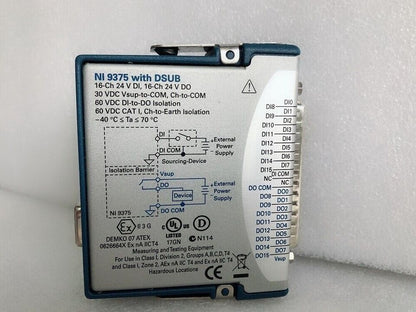 NI 9375 with DSUB
16-Ch 24 V DI, 16-Ch 24 V DO
30 VDC Vsup-to-COM, Ch-to-COM
60 VDC DI-to-DO Isolation
60 VDC CAT I, Ch-to-Earth Isolation
-40 °C ≤ Ta ≤ 70 °C
DI
DI COM
External
Power
Supply
Sourcing-Device
Isolation Barrier
Vsup
DO
Device
DO COM
External
Power
Supply
NI 9375
Ex 3 G
DEMKO 07 ATEX
Ex nA IIC T4
C UL US
LISTED
17GN
D
N114
Measuring and Testing Equipment
For Use in Class I, Division 2, Groups A,B,C,D, T4
and Class I, Zone 2, AEx nA IIC T4 and Ex nA IIC T4
Hazardous Locations
DI0
DI8
DI1
DI9
DI2
DI10
DI3
DI11
DI4
DI12
DI5
DI13
DI6
DI14
DI7
DI15
DI COM
NC
NC
DO COM
DO0
DO8
DO1
DO9
DO2
DO10
DO3
DO11
DO4
DO12
DO5
DO13
DO6
DO14
DO7
DO15
Vsup